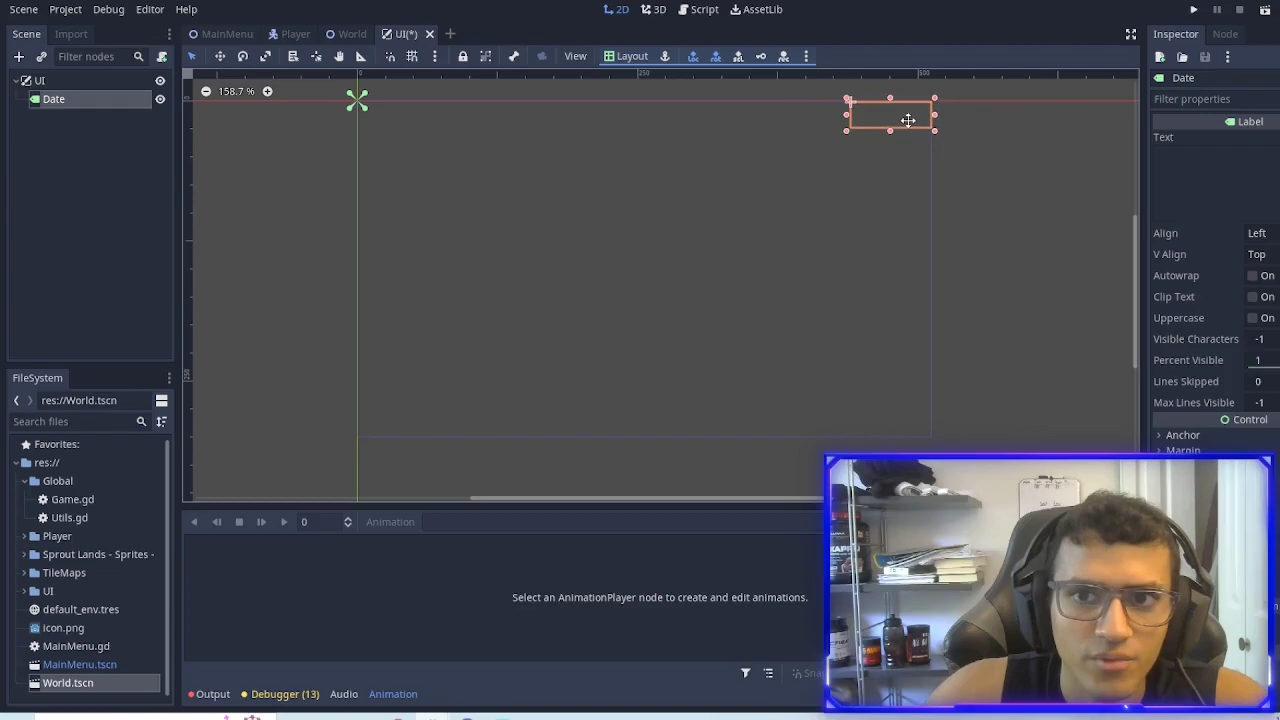 Scene Project Debug Editor Help
2D 3D Script AssetLib
Scene Import
MainMenu Player World UI(*)
Inspector Node
Filter nodes
View Layout
UI
Date
158.7 %
0 250 500
0
250
Date
Filter properties
Label
Text
Align Left
V Align Top
Autowrap On
Clip Text On
Uppercase On
Visible Characters -1
Percent Visible 1
Lines Skipped 0
Max Lines Visible -1
Control
Anchor
Margin
FileSystem
res://World.tscn
Search files
Favorites:
res://
Global
Game.gd
Utils.gd
Player
Sprout Lands - Sprites -
TileMaps
UI
default_env.tres
icon.png
MainMenu.gd
MainMenu.tscn
World.tscn
0 Animation
Select an AnimationPlayer node to create and edit animations.
Output Debugger (13) Audio Animation